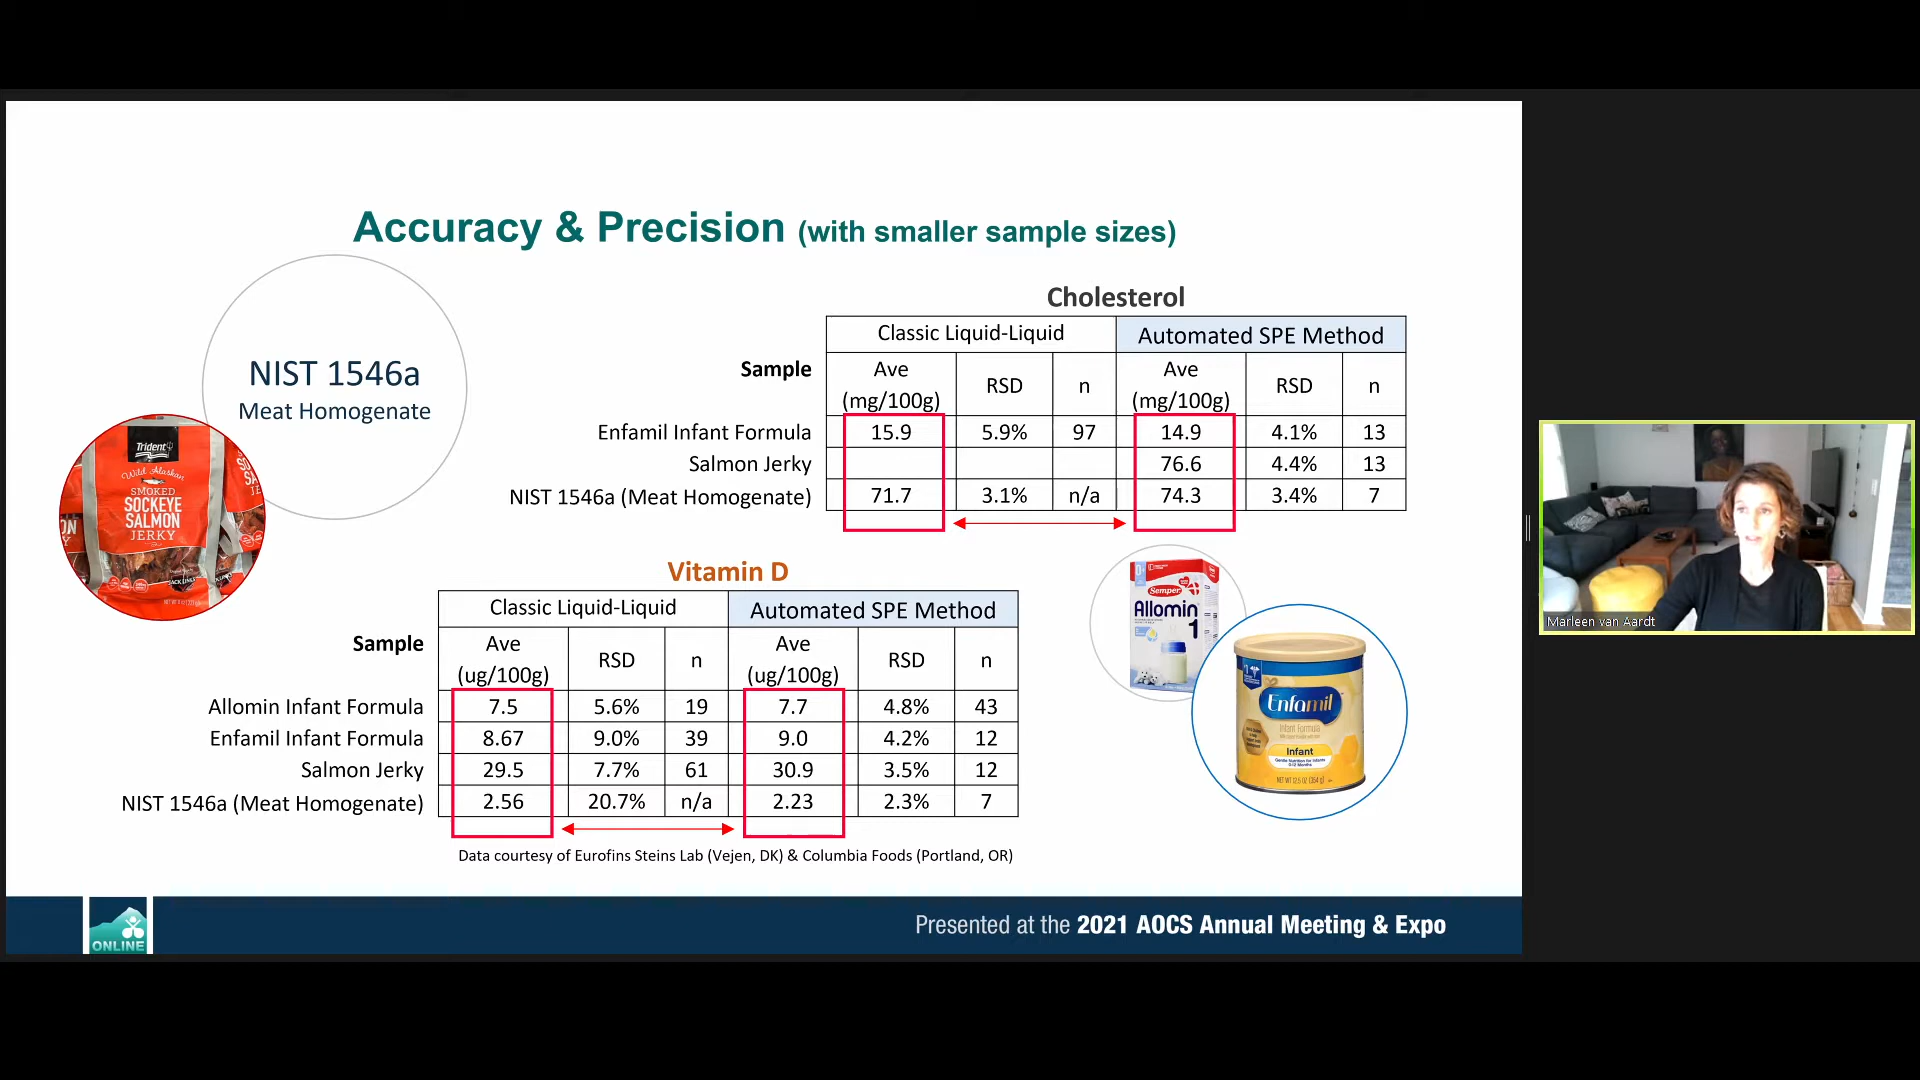 Accuracy & Precision (with smaller sample sizes)
NIST 1546a
Meat Homogenate
Trident
Wild Alaskan
SMOKED
SOCKEYE
SALMON
JERKY
Cholesterol
Classic Liquid-Liquid Automated SPE Method
Sample Ave (mg/100g) RSD n Ave (mg/100g) RSD n
Enfamil Infant Formula 15.9 5.9% 97 14.9 4.1% 13
Salmon Jerky 76.6 4.4% 13
NIST 1546a (Meat Homogenate) 71.7 3.1% n/a 74.3 3.4% 7
Vitamin D
Classic Liquid-Liquid Automated SPE Method
Sample Ave (ug/100g) RSD n Ave (ug/100g) RSD n
Allomin Infant Formula 7.5 5.6% 19 7.7 4.8% 43
Enfamil Infant Formula 8.67 9.0% 39 9.0 4.2% 12
Salmon Jerky 29.5 7.7% 61 30.9 3.5% 12
NIST 1546a (Meat Homogenate) 2.56 20.7% n/a 2.23 2.3% 7
Data courtesy of Eurofins Steins Lab (Vejen, DK) & Columbia Foods (Portland, OR)
Semper
Allomin
1
Enfamil
Infant Formula
Infant
ONLINE
Presented at the 2021 AOCS Annual Meeting & Expo
Marleen van Aardt